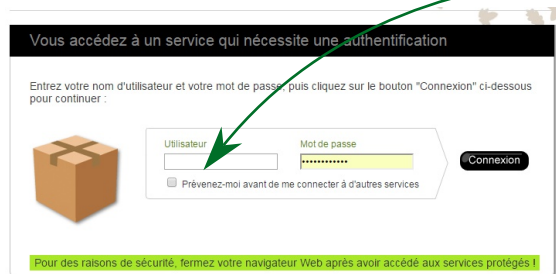 Vous accédez à un service qui nécessite une authentification
Entrez votre nom d'utilisateur et votre mot de passe, puis cliquez sur le bouton "Connexion" ci-dessous
pour continuer :
Utilisateur Mot de passe
Connexion
Prévenez-moi avant de me connecter à d'autres services
Pour des raisons de sécurité, fermez votre navigateur Web après avoir accédé aux services protégés !